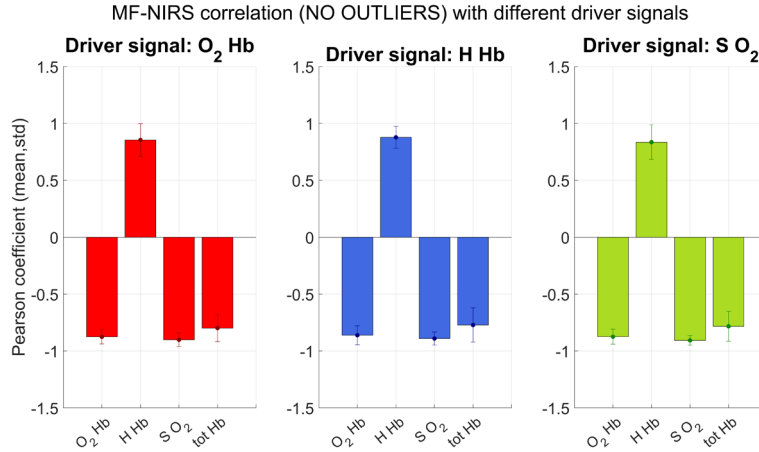 MF-NIRS correlation (NO OUTLIERS) with different driver signals
Driver signal: O2 Hb
Driver signal: H Hb
Driver signal: S O2
Pearson coefficient (mean,std)
1.5
1
0.5
0
-0.5
-1
-1.5
O2 Hb
H Hb
S O2
tot Hb
1.5
1
0.5
0
-0.5
-1
-1.5
O2 Hb
H Hb
S O2
tot Hb
1.5
1
0.5
0
-0.5
-1
-1.5
O2 Hb
H Hb
S O2
tot Hb